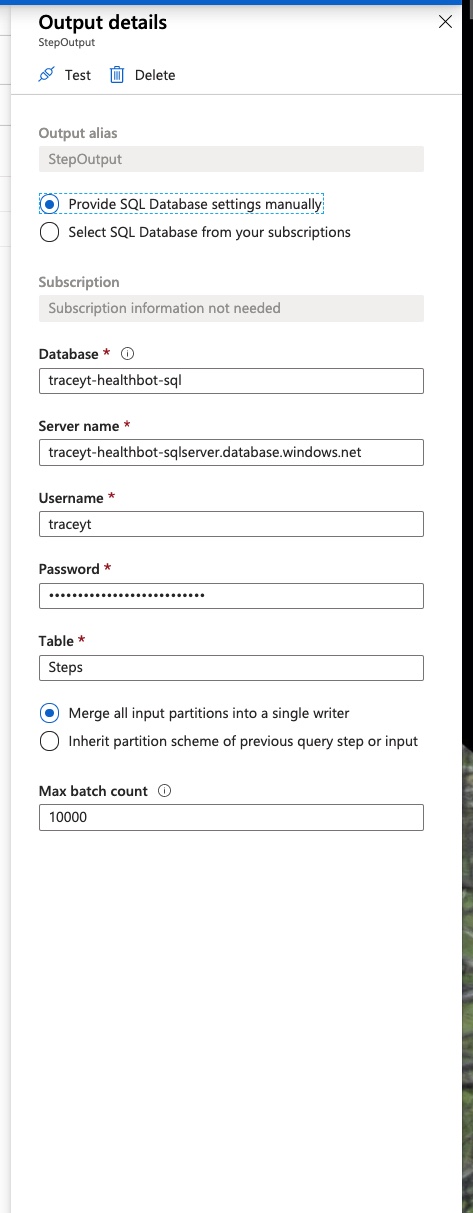 Output details
StepOutput
Test Delete
Output alias
StepOutput
Provide SQL Database settings manually
Select SQL Database from your subscriptions
Subscription
Subscription information not needed
Database *
traceyt-healthbot-sql
Server name *
traceyt-healthbot-sqlserver.database.windows.net
Username *
traceyt
Password *
•••••••••••••••••••••••••••
Table *
Steps
Merge all input partitions into a single writer
Inherit partition scheme of previous query step or input
Max batch count
10000